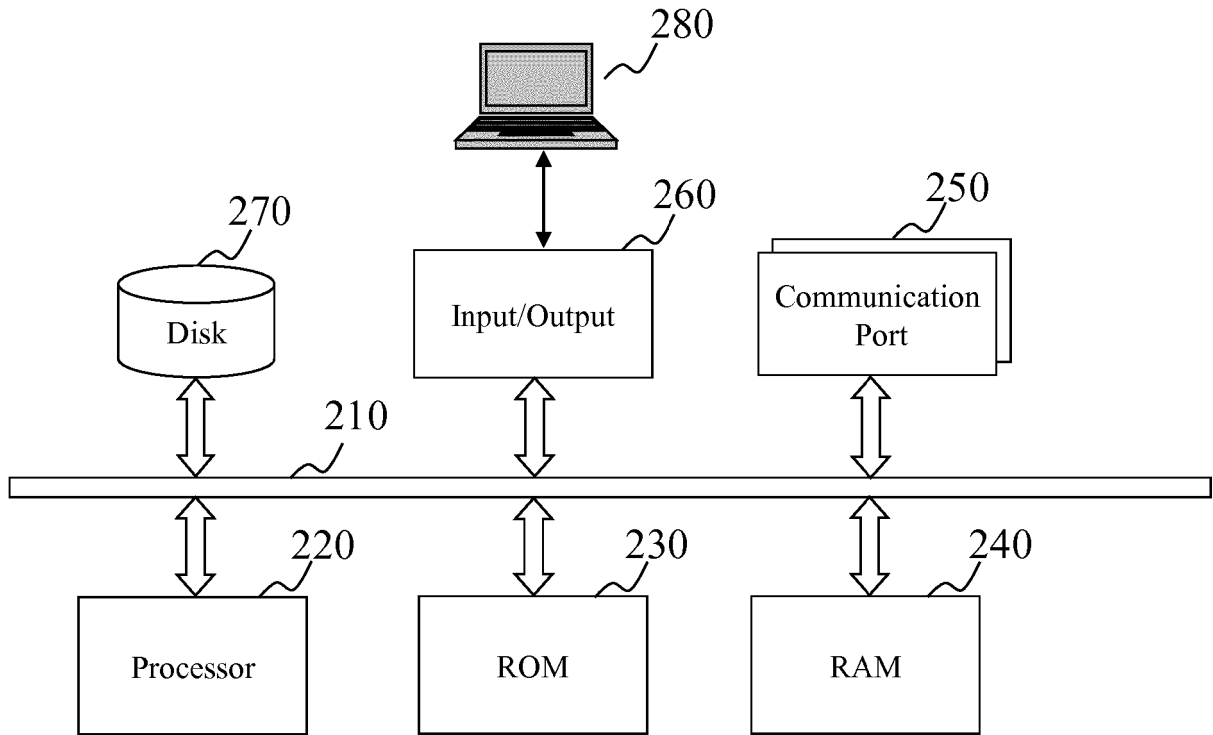 280
270
260
250
Disk
Input/Output
Communication
Port
210
220
230
240
Processor
ROM
RAM